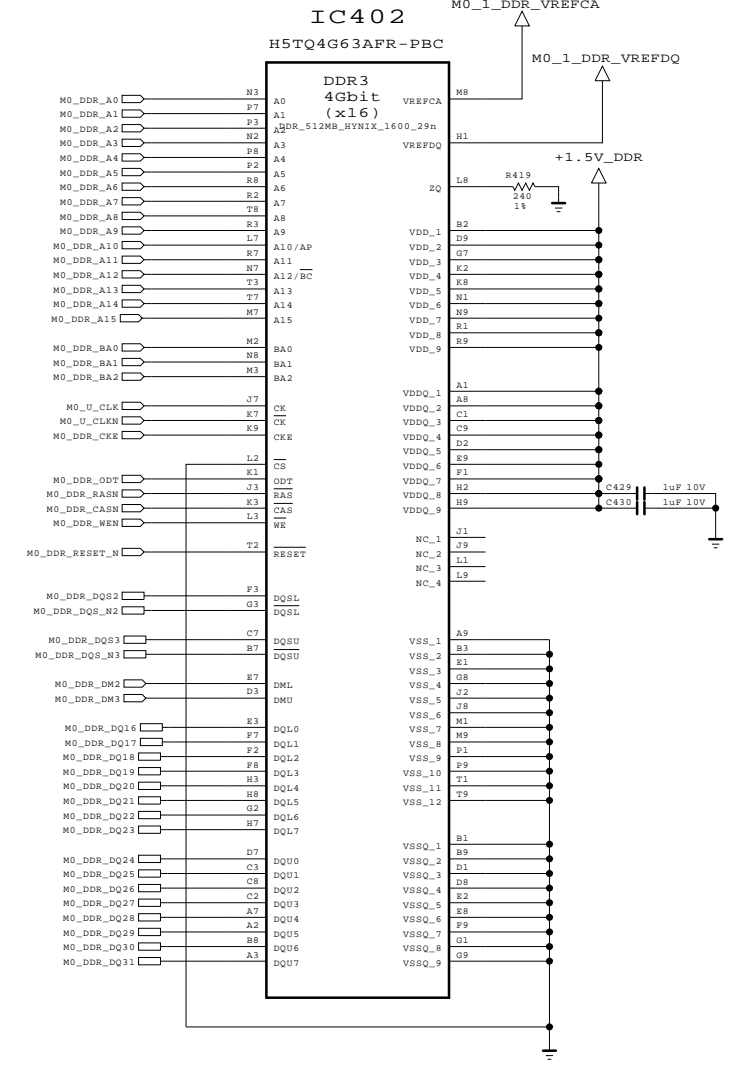 M0_1_DDR_VREFCA
IC402
H5TQ4G63AFR-PBC
M0_1_DDR_VREFDQ
DDR3
4Gbit
(x16)
DDR_512MB_HYNIX_1600_29n
+1.5V_DDR
M0_DDR_A0 N3 A0
M0_DDR_A1 P7 A1
M0_DDR_A2 P3 A2
M0_DDR_A3 N2 A3
M0_DDR_A4 P8 A4
M0_DDR_A5 P2 A5
M0_DDR_A6 R8 A6
M0_DDR_A7 R2 A7
M0_DDR_A8 T8 A8
M0_DDR_A9 R3 A9
M0_DDR_A10 L7 A10/AP
M0_DDR_A11 R7 A11
M0_DDR_A12 N7 A12/BC
M0_DDR_A13 T3 A13
M0_DDR_A14 T7 A14
M0_DDR_A15 M7 A15
M0_DDR_BA0 M2 BA0
M0_DDR_BA1 N8 BA1
M0_DDR_BA2 M3 BA2
M0_U_CLK J7 CK
M0_U_CLKN K7 CK
M0_DDR_CKE K9 CKE
L2 CS
M0_DDR_ODT K1 ODT
M0_DDR_RASN J3 RAS
M0_DDR_CASN K3 CAS
M0_DDR_WEN L3 WE
M0_DDR_RESET_N T2 RESET
M0_DDR_DQS2 F3 DQSL
M0_DDR_DQS_N2 G3 DQSL
M0_DDR_DQS3 C7 DQSU
M0_DDR_DQS_N3 B7 DQSU
M0_DDR_DM2 E7 DML
M0_DDR_DM3 D3 DMU
M0_DDR_DQ16 E3 DQL0
M0_DDR_DQ17 F7 DQL1
M0_DDR_DQ18 F2 DQL2
M0_DDR_DQ19 F8 DQL3
M0_DDR_DQ20 H3 DQL4
M0_DDR_DQ21 H8 DQL5
M0_DDR_DQ22 G2 DQL6
M0_DDR_DQ23 H7 DQL7
M0_DDR_DQ24 D7 DQU0
M0_DDR_DQ25 C3 DQU1
M0_DDR_DQ26 C8 DQU2
M0_DDR_DQ27 C2 DQU3
M0_DDR_DQ28 A7 DQU4
M0_DDR_DQ29 A2 DQU5
M0_DDR_DQ30 B8 DQU6
M0_DDR_DQ31 A3 DQU7
VREFCA M8
VREFDQ H1
ZQ L8
R419
240
1%
VDD_1 B2
VDD_2 D9
VDD_3 G7
VDD_4 K2
VDD_5 K8
VDD_6 N1
VDD_7 N9
VDD_8 R1
VDD_9 R9
VDDQ_1 A1
VDDQ_2 A8
VDDQ_3 C1
VDDQ_4 C9
VDDQ_5 D2
VDDQ_6 E9
VDDQ_7 F1
VDDQ_8 H2 C429 1uF 10V
VDDQ_9 H9 C430 1uF 10V
NC_1 J1
NC_2 J9
NC_3 L1
NC_4 L9
VSS_1 A9
VSS_2 B3
VSS_3 E1
VSS_4 G8
VSS_5 J2
VSS_6 J8
VSS_7 M1
VSS_8 M9
VSS_9 P1
VSS_10 P9
VSS_11 T1
VSS_12 T9
VSSQ_1 B1
VSSQ_2 B9
VSSQ_3 D1
VSSQ_4 D8
VSSQ_5 E2
VSSQ_6 E8
VSSQ_7 F9
VSSQ_8 G1
VSSQ_9 G9